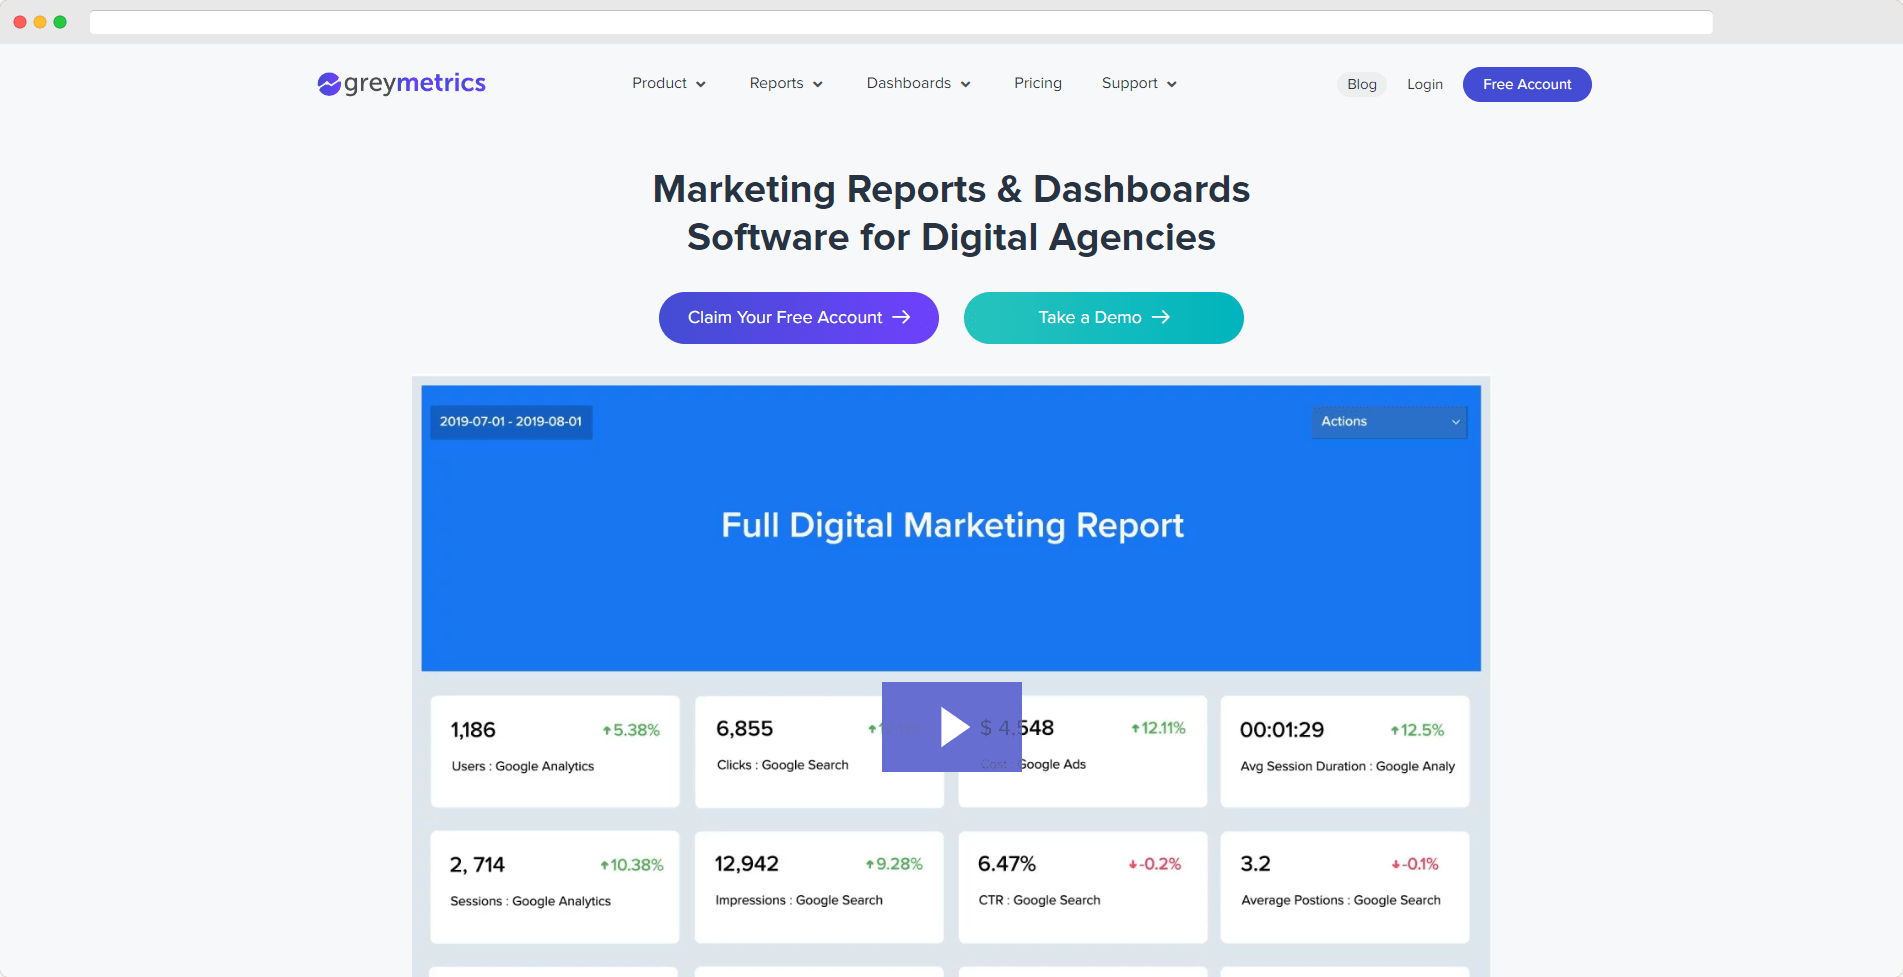 greymetrics
Product
Reports
Dashboards
Pricing
Support
Blog
Login
Free Account
Marketing Reports & Dashboards
Software for Digital Agencies
Claim Your Free Account
Take a Demo
2019-07-01 - 2019-08-01
Actions
Full Digital Marketing Report
1,186
5.38%
Users : Google Analytics
6,855
Clicks : Google Search
$ 4.548
12.11%
Cost : Google Ads
00:01:29
12.5%
Avg Session Duration : Google Analy
2, 714
10.38%
Sessions : Google Analytics
12,942
9.28%
Impressions : Google Search
6.47%
-0.2%
CTR : Google Search
3.2
-0.1%
Average Postions : Google Search